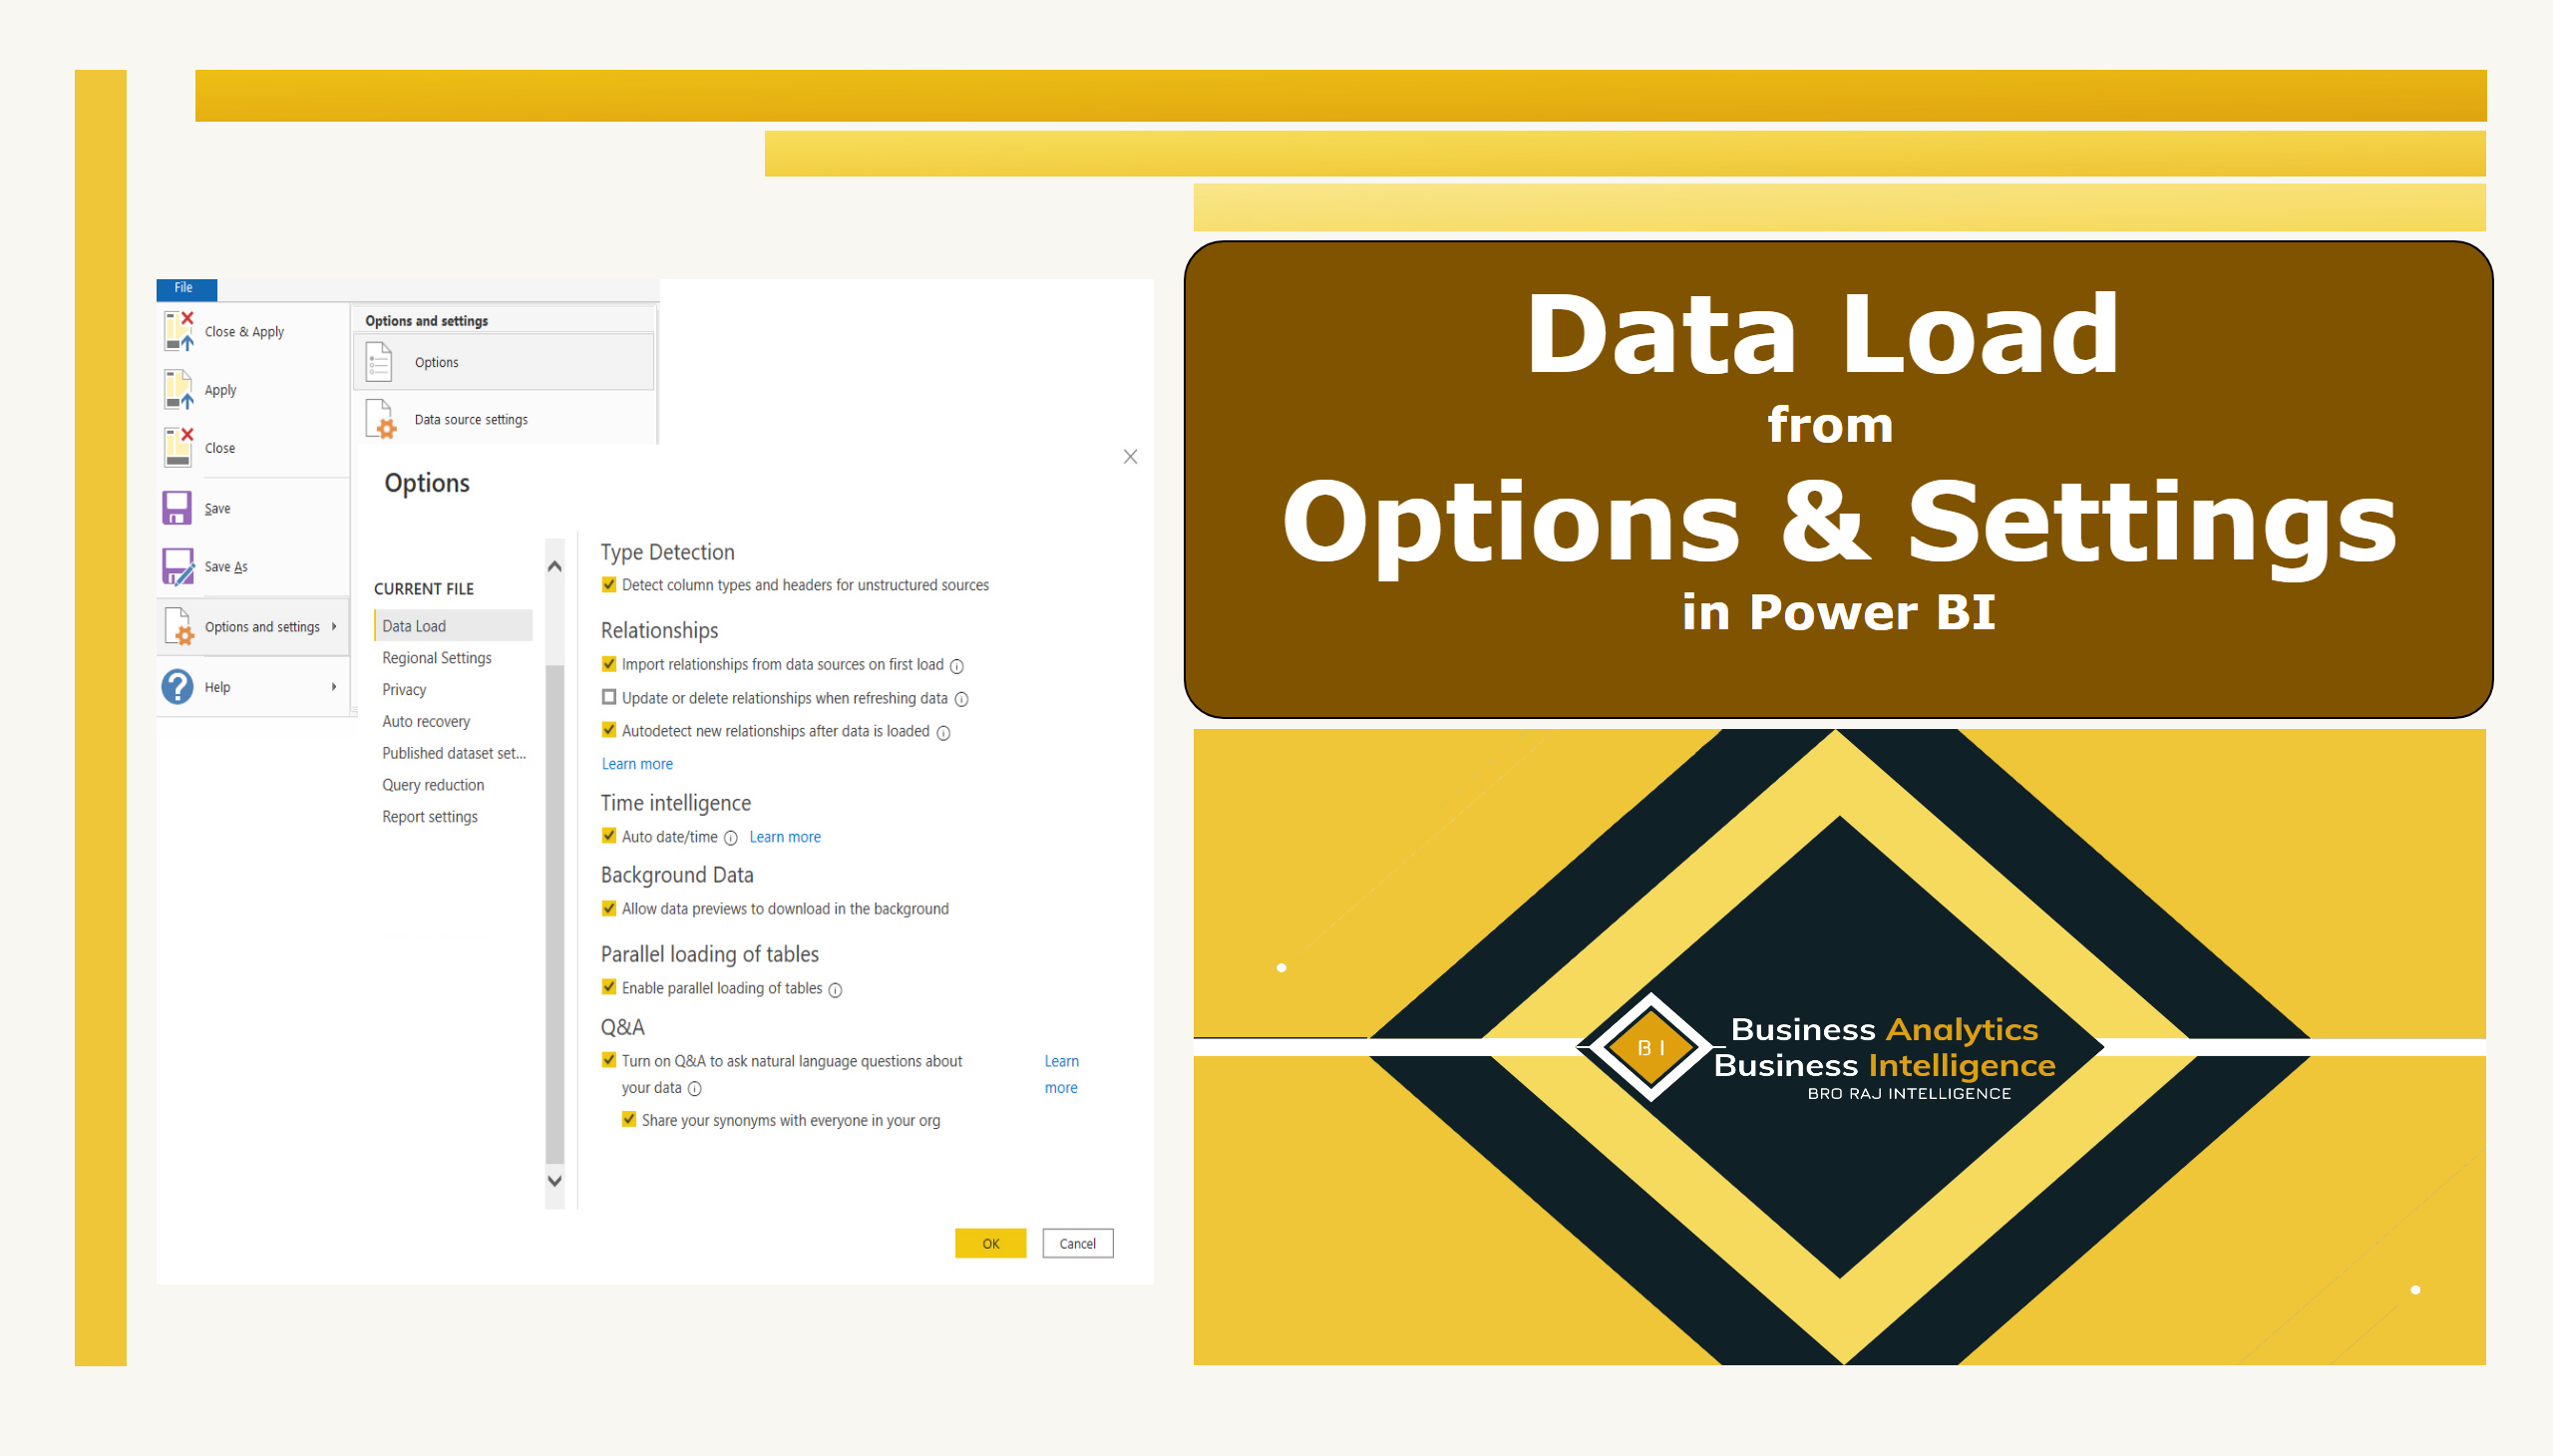 File
Close & Apply
Apply
Close
Save
Save As
Options and settings
Help
Options and settings
Options
Data source settings
Options
CURRENT FILE
Data Load
Regional Settings
Privacy
Auto recovery
Published dataset set...
Query reduction
Report settings
Type Detection
Detect column types and headers for unstructured sources
Relationships
Import relationships from data sources on first load
Update or delete relationships when refreshing data
Autodetect new relationships after data is loaded
Learn more
Time intelligence
Auto date/time Learn more
Background Data
Allow data previews to download in the background
Parallel loading of tables
Enable parallel loading of tables
Q&A
Turn on Q&A to ask natural language questions about
your data
Learn
more
Share your synonyms with everyone in your org
OK Cancel
Data Load
from
Options & Settings
in Power BI
BI
Business Analytics
Business Intelligence
BRO RAJ INTELLIGENCE